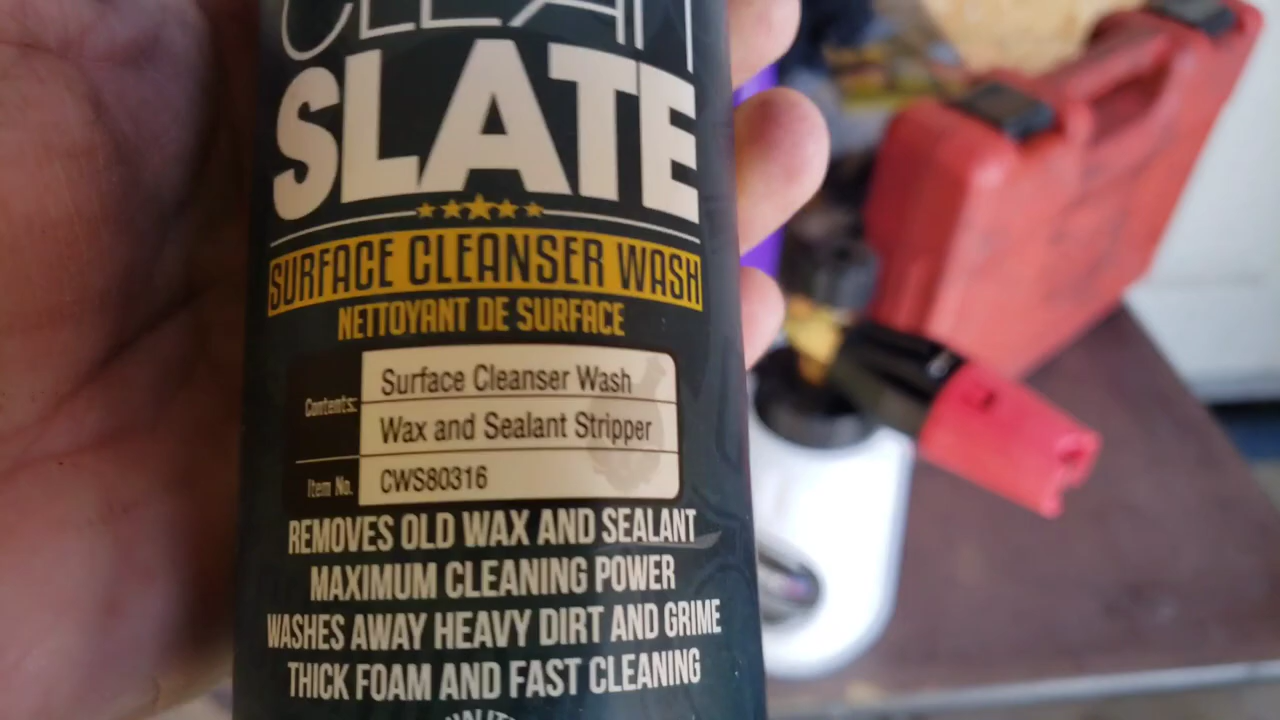 CLEAN
SLATE
SURFACE CLEANSER WASH
NETTOYANT DE SURFACE
Contents: Surface Cleanser Wash
Wax and Sealant Stripper
Item No. CWS80316
REMOVES OLD WAX AND SEALANT
MAXIMUM CLEANING POWER
WASHES AWAY HEAVY DIRT AND GRIME
THICK FOAM AND FAST CLEANING